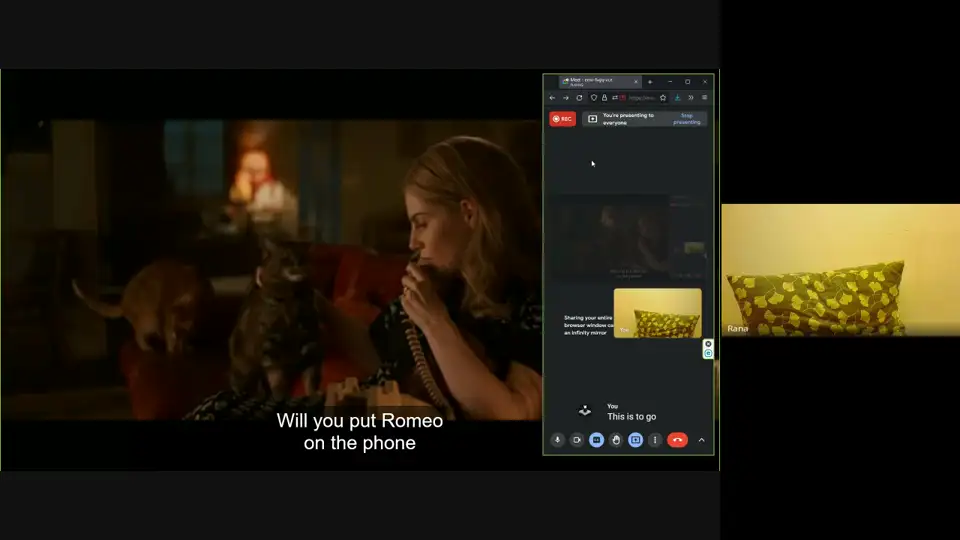 REC
You're presenting to
everyone
Stop
presenting
Sharing your entire
browser window ca
an infinity mirror
You
You
This is to go
Will you put Romeo
on the phone
Rana